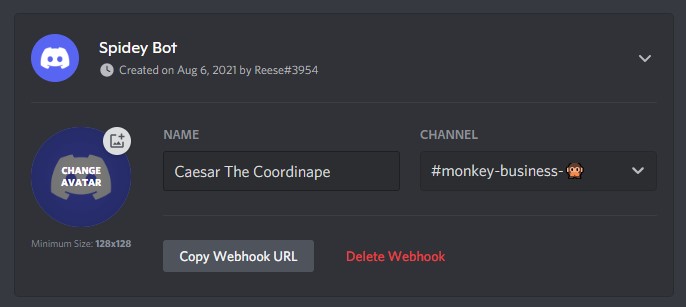 Spidey Bot
Created on Aug 6, 2021 by Reese#3954
NAME
CHANNEL
CHANGE
AVATAR
Caesar The Coordinape
#monkey-business-🙊
Minimum Size: 128x128
Copy Webhook URL
Delete Webhook